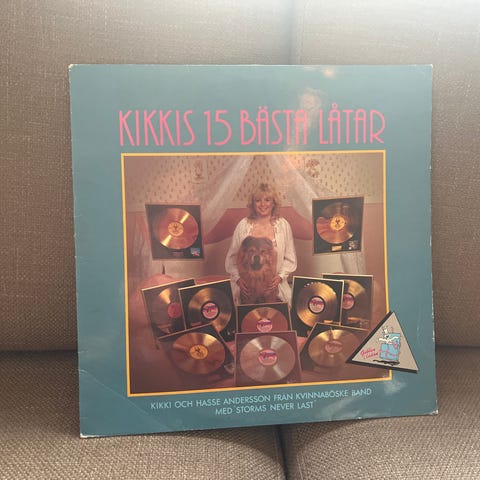 KIKKIS 15 BÄSTA LÅTAR
KIKKI OCH HASSE ANDERSSON FRÅN KVINNABÖSKE BAND
MED ´STORMS NEVER LAST´